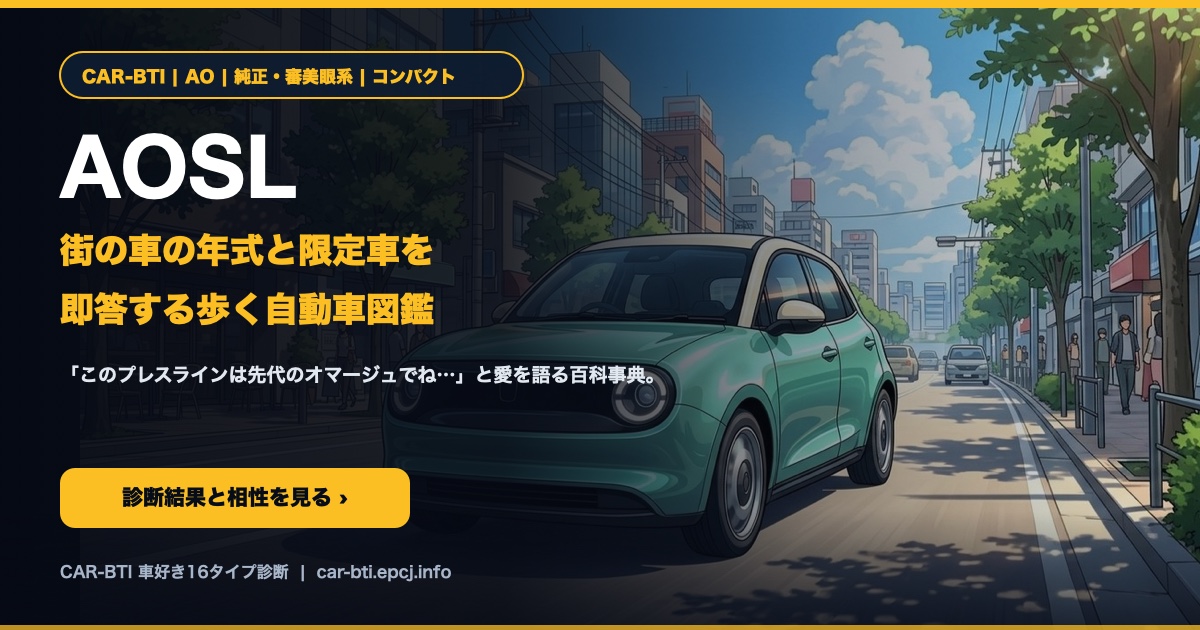 CAR-BTI | AO | 純正・審美眼系 | コンパクト
AOSL
街の車の年式と限定車を
即答する歩く自動車図鑑
「このプレスラインは先代のオマージュでね…」と愛を語る百科事典。
診断結果と相性を見る ›
CAR-BTI 車好き16タイプ診断 | car-bti.epcj.info